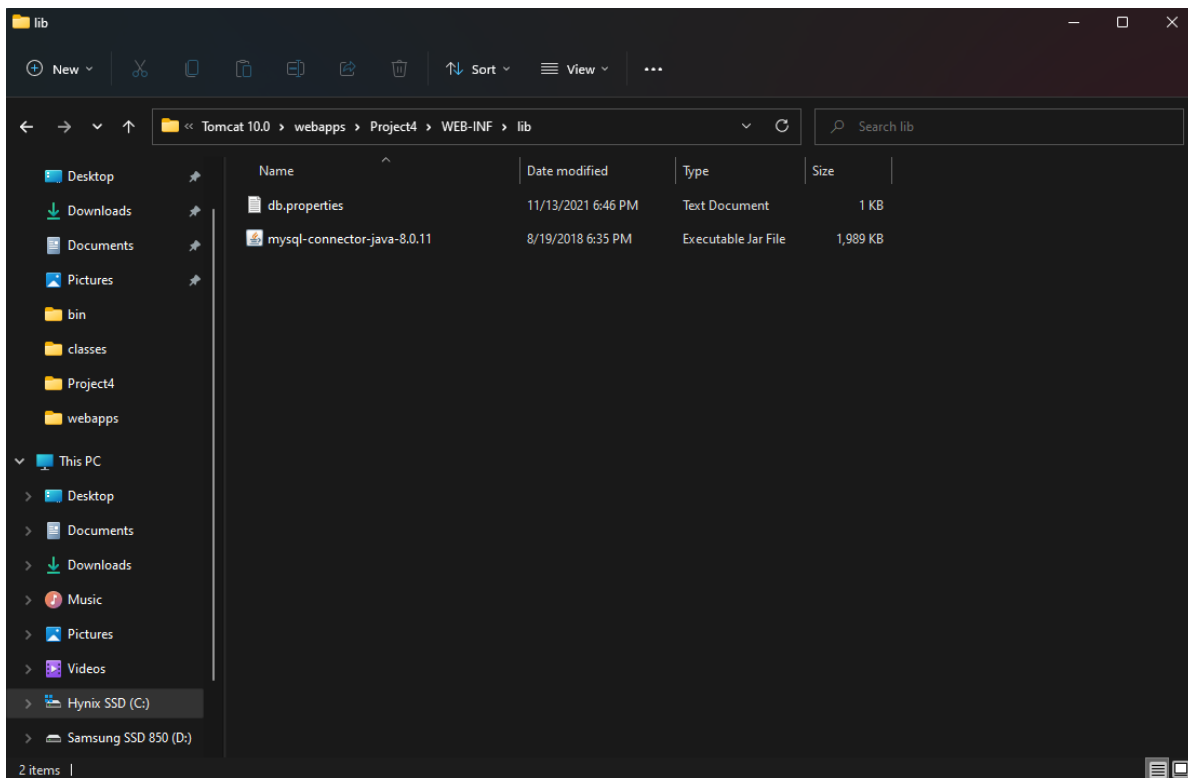 lib
New
Sort
View
« Tomcat 10.0 > webapps > Project4 > WEB-INF > lib
Search lib
Name Date modified Type Size
db.properties 11/13/2021 6:46 PM Text Document 1 KB
mysql-connector-java-8.0.11 8/19/2018 6:35 PM Executable Jar File 1,989 KB
Desktop
Downloads
Documents
Pictures
bin
classes
Project4
webapps
This PC
Desktop
Documents
Downloads
Music
Pictures
Videos
Hynix SSD (C:)
Samsung SSD 850 (D:)
2 items